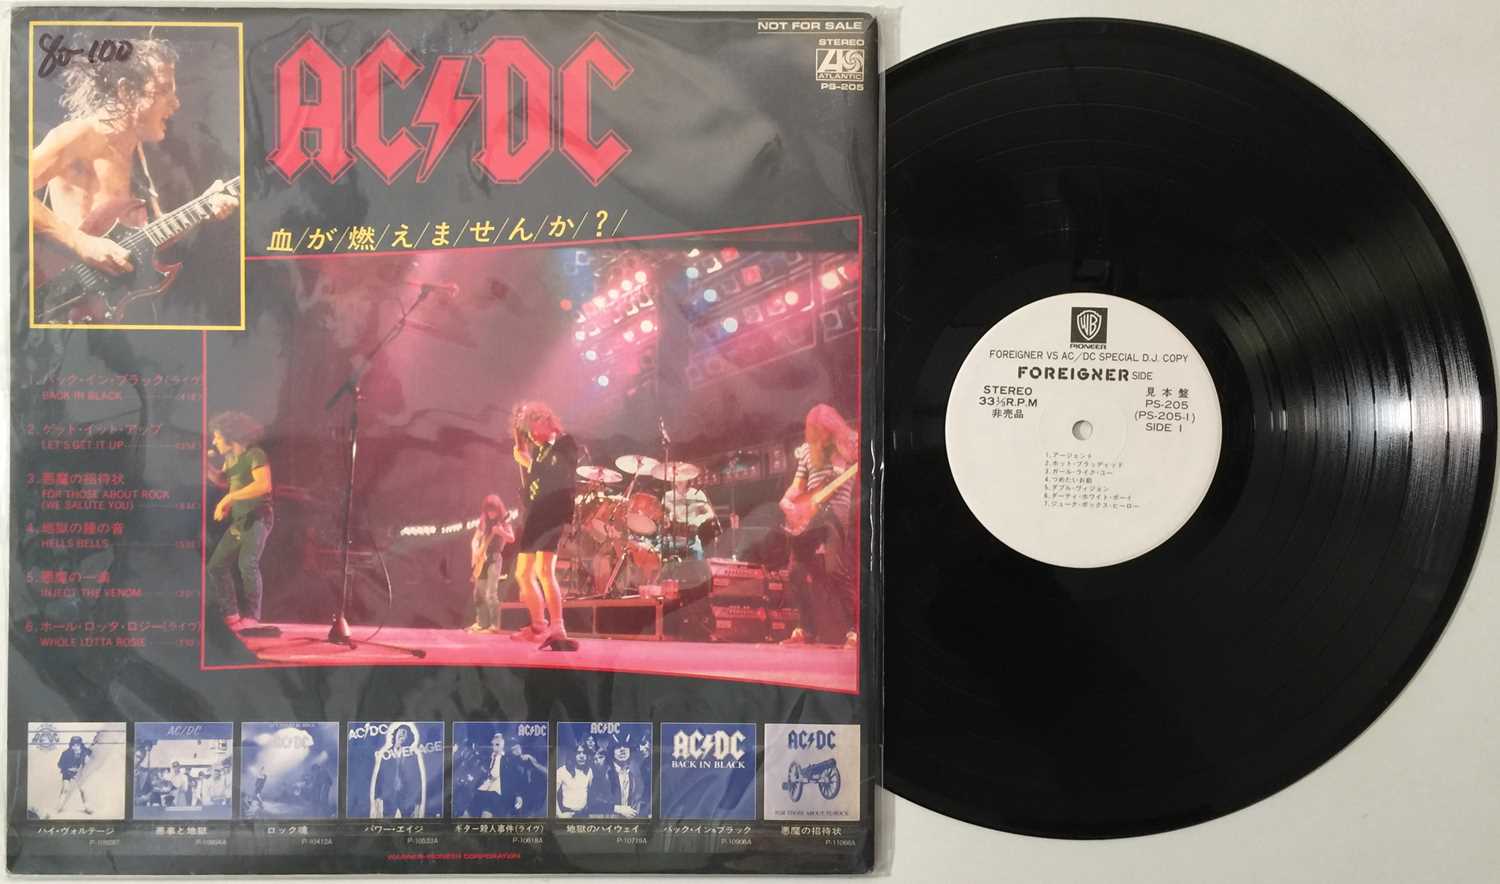 80-100
AC/DC
NOT FOR SALE
STEREO
ATLANTIC
PS-205
血/が/燃/え/ま/せ/ん/か/?/
1. バック・イン・ブラック(ライヴ)
BACK IN BLACK
2. ゲット・イット・アップ
LET'S GET IT UP
3. 悪魔の招待状
FOR THOSE ABOUT ROCK
(WE SALUTE YOU)
4. 地獄の鐘の音
HELLS BELLS
5. 悪魔の一滴
INJECT THE VENOM
6. ホール・ロッタ・ロジー(ライヴ)
WHOLE LOTTA ROSIE
AC/DC
AC/DC
AC/DC POWERAGE
AC/DC
AC/DC
AC/DC BACK IN BLACK
AC/DC FOR THOSE ABOUT TO ROCK
ハイ・ヴォルテージ
悪事と地獄
ロック魂
パワー・エイジ
ギター殺人事件(ライヴ)
地獄のハイウェイ
バック・イン・ブラック
悪魔の招待状
P-10412A
P-10533A
P-10618A
P-10719A
P-10906A
P-11068A
WARNER-PIONEER CORPORATION
WB
PIONEER
FOREIGNER VS AC/DC SPECIAL D.J. COPY
FOREIGNER SIDE
STEREO
33⅓R.P.M
非売品
見本盤
PS-205
(PS-205-1)
SIDE 1
1. アージェント
2. ホット・ブラッディッド
3. ガール・ライク・ユー
4. つめたいお前
5. ダブル・ヴィジョン
6. ダーティ・ホワイト・ボーイ
7. ジューク・ボックス・ヒーロー